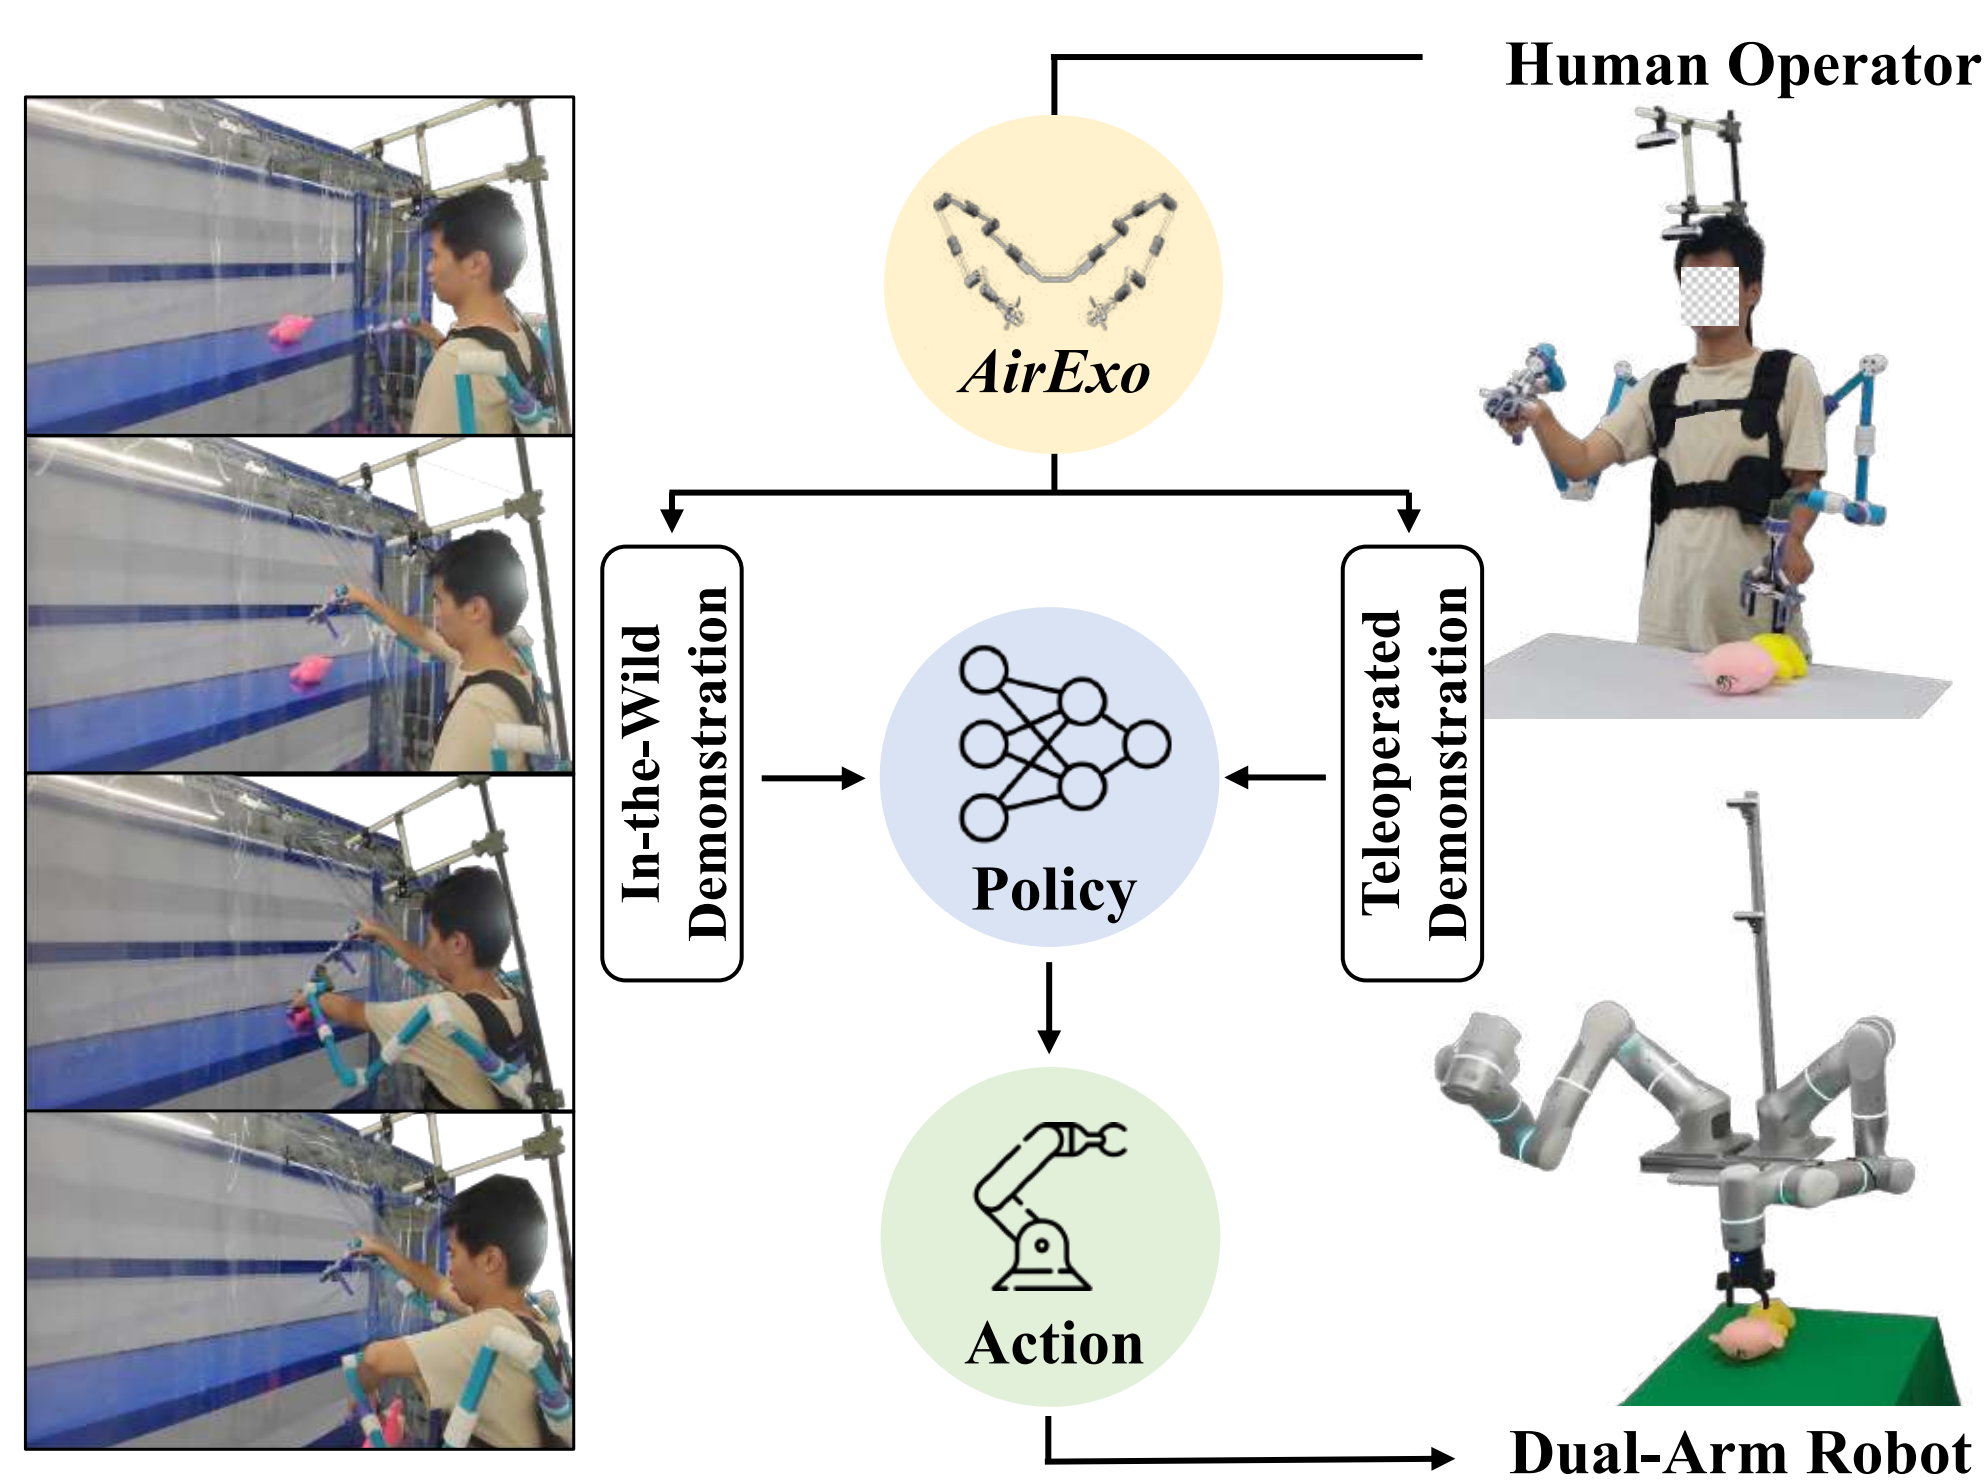 Human Operator
AirExo
In-the-Wild
Demonstration
Teleoperated
Demonstration
Policy
Action
Dual-Arm Robot